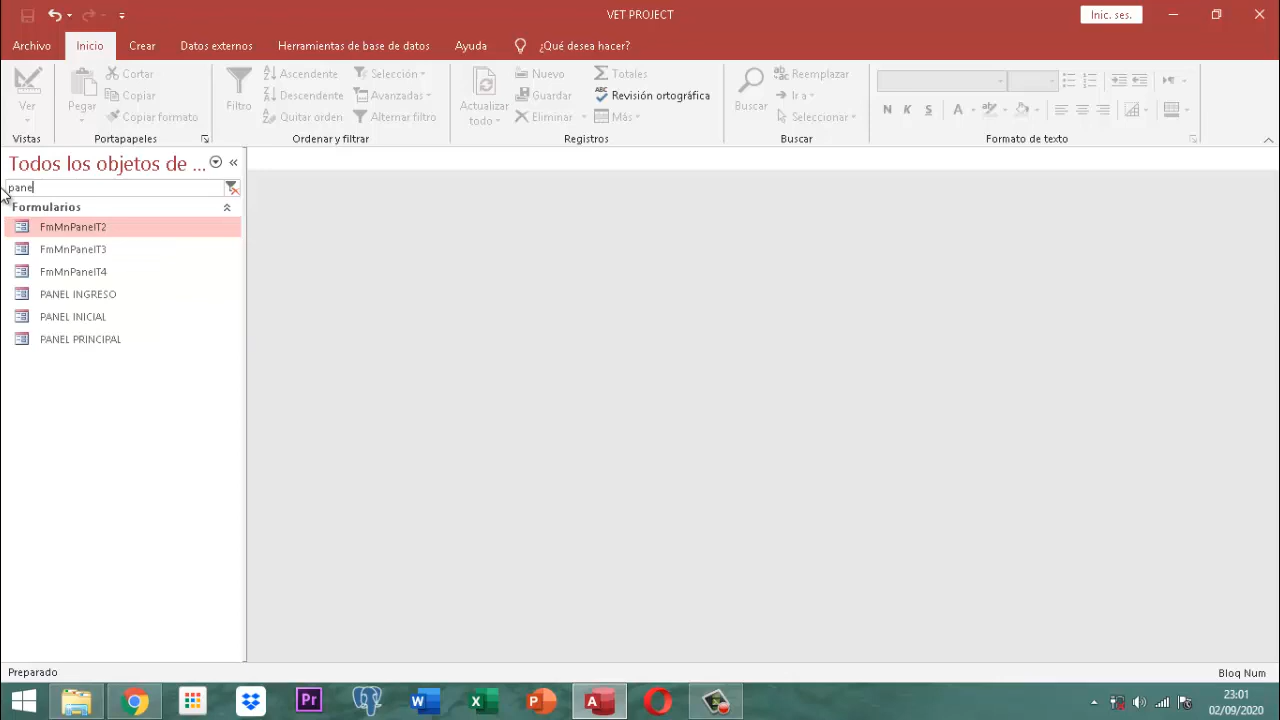 VET PROJECT
Inic. ses.
Archivo
Inicio
Crear
Datos externos
Herramientas de base de datos
Ayuda
¿Qué desea hacer?
Ver
Vistas
Pegar
Cortar
Copiar
Copiar formato
Portapapeles
Filtro
Ascendente
Descendente
Quitar orden
Selección
Avanzadas
Alternar filtro
Ordenar y filtrar
Actualizar
todo
Nuevo
Guardar
Eliminar
Totales
Revisión ortográfica
Más
Registros
Buscar
Reemplazar
Ir a
Seleccionar
Buscar
N K S
A
Formato de texto
Todos los objetos de ...
pane
Formularios
FmMnPanelT2
FmMnPanelT3
FmMnPanelT4
PANEL INGRESO
PANEL INICIAL
PANEL PRINCIPAL
Preparado
Bloq Num
Pr
23:01
02/09/2020